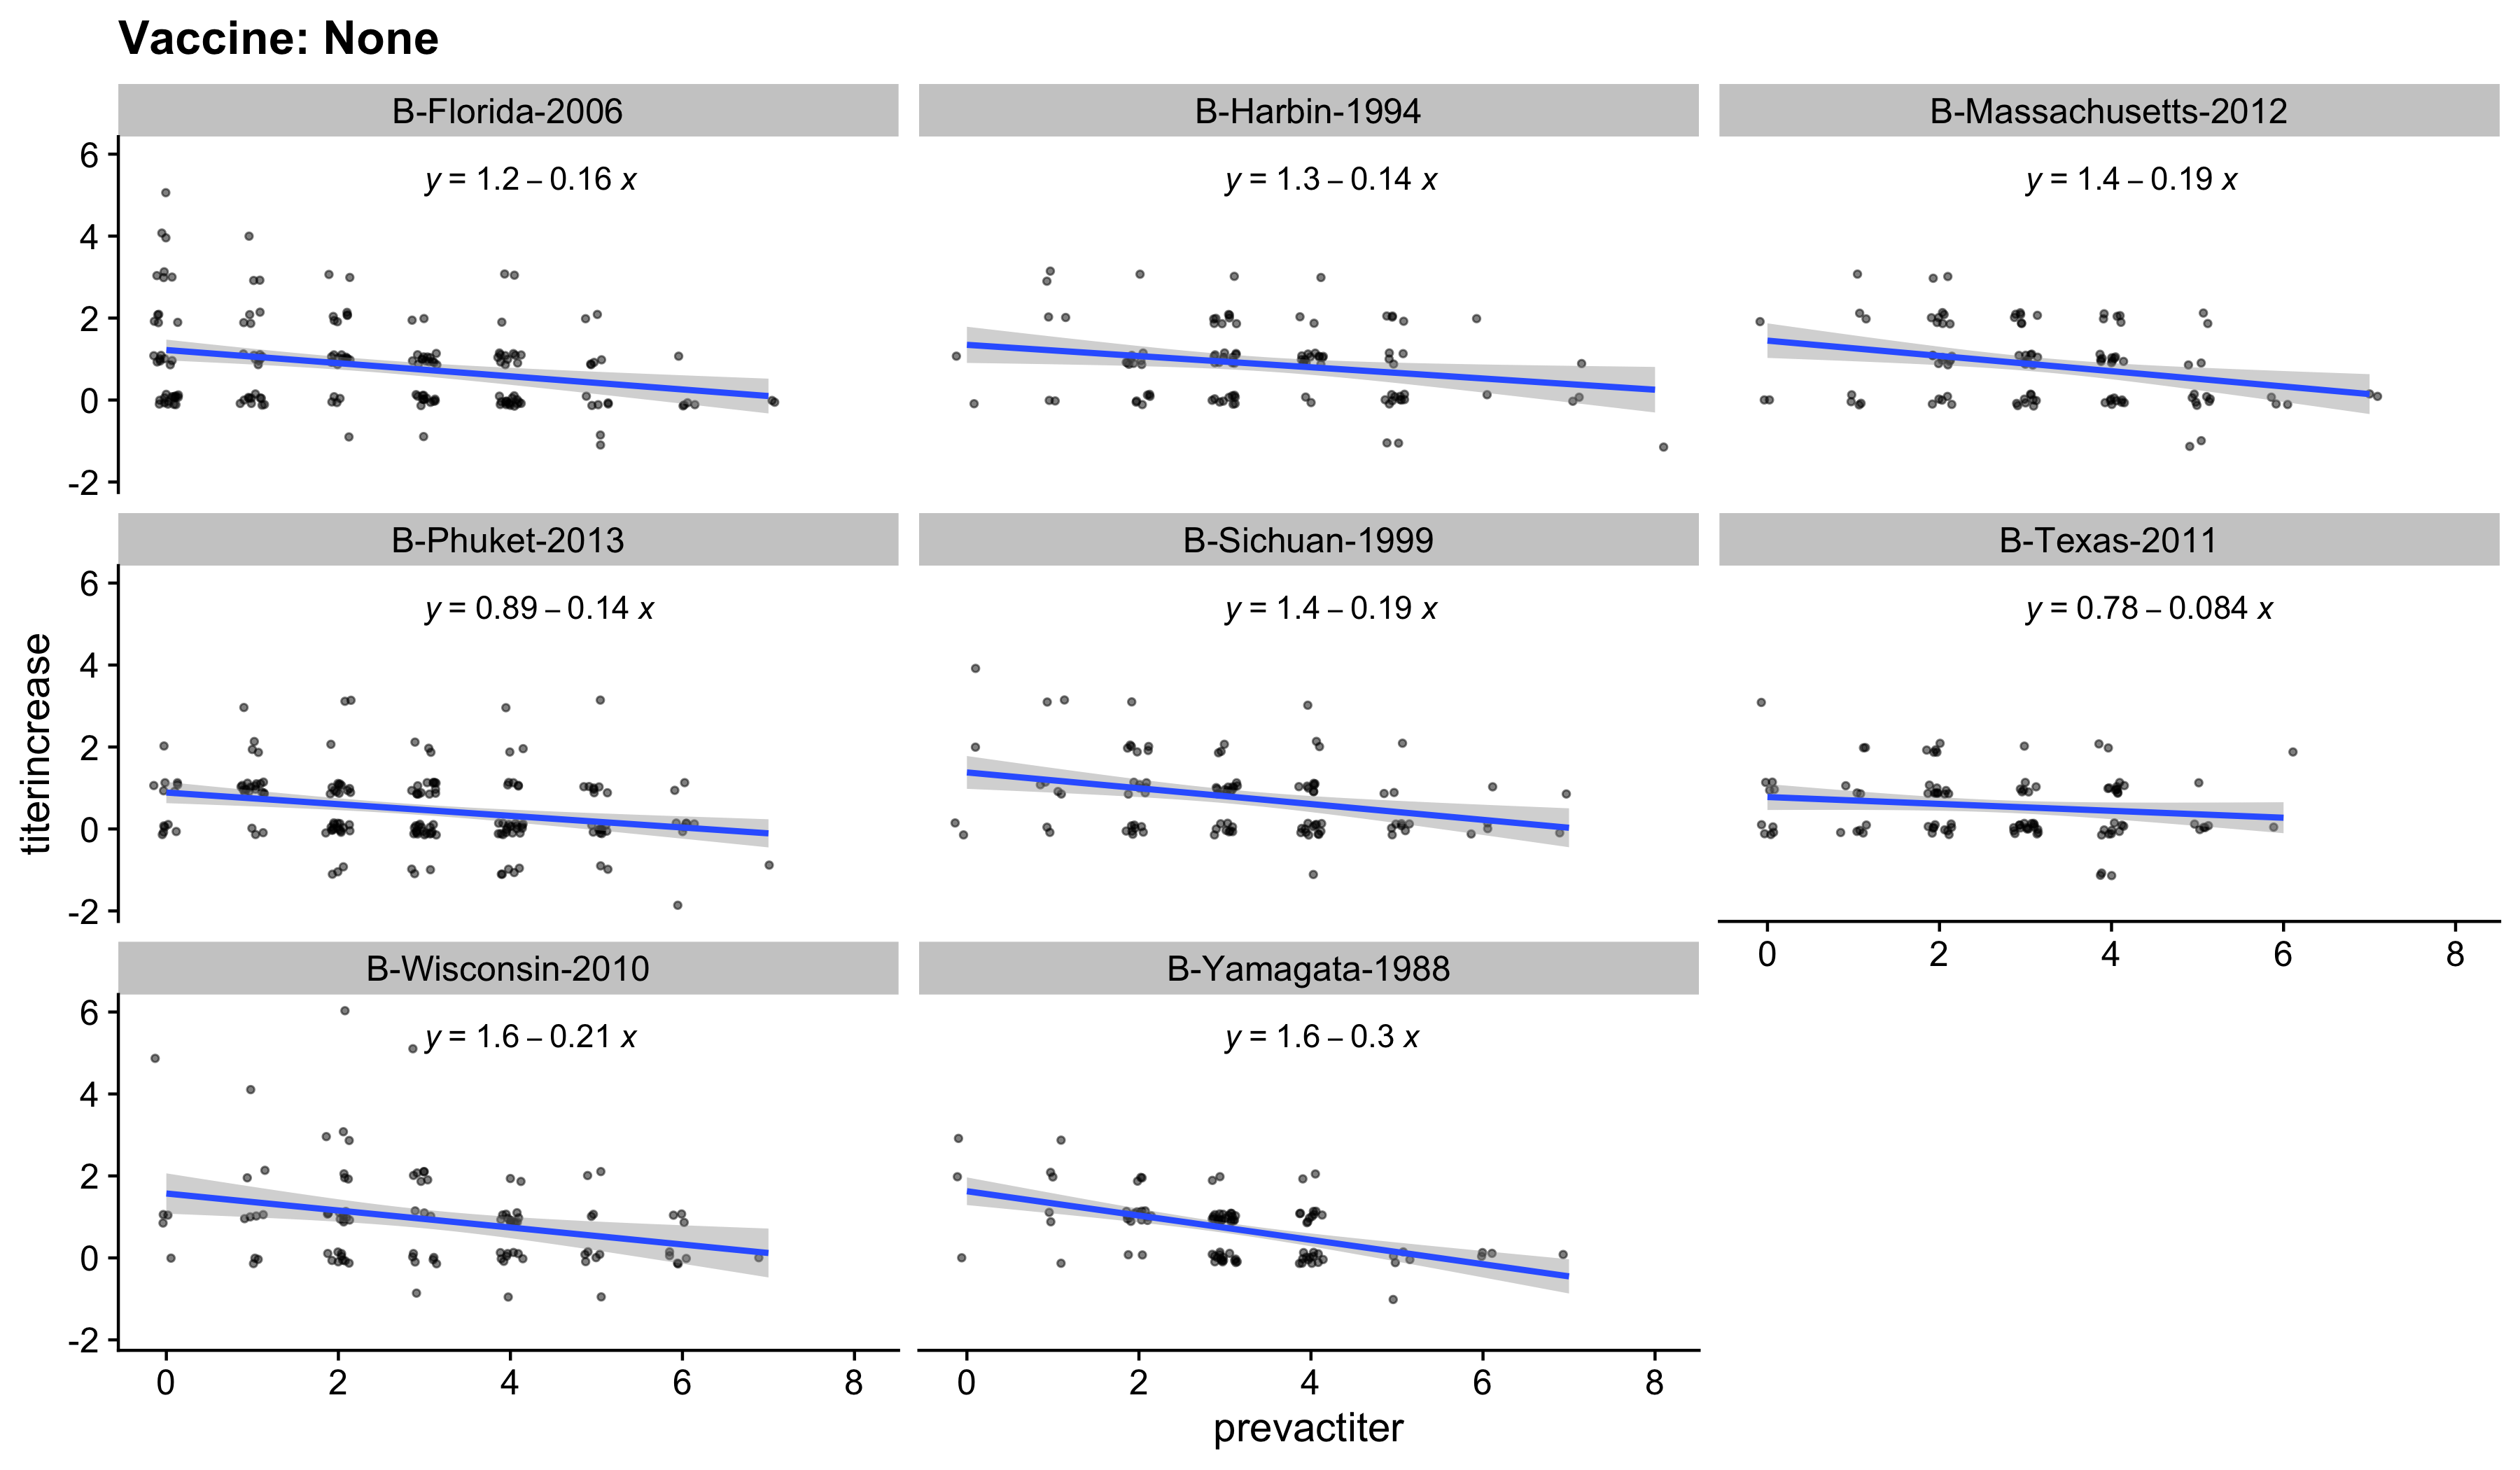 Vaccine: None
B-Florida-2006
B-Harbin-1994
B-Massachusetts-2012
6
4
2
0
-2
y = 1.2 – 0.16 x
y = 1.3 – 0.14 x
y = 1.4 – 0.19 x
B-Phuket-2013
B-Sichuan-1999
B-Texas-2011
titerincrease
6
4
2
0
-2
y = 0.89 – 0.14 x
y = 1.4 – 0.19 x
y = 0.78 – 0.084 x
0 2 4 6 8
B-Wisconsin-2010
B-Yamagata-1988
6
4
2
0
-2
y = 1.6 – 0.21 x
y = 1.6 – 0.3 x
0 2 4 6 8
0 2 4 6 8
prevactiter